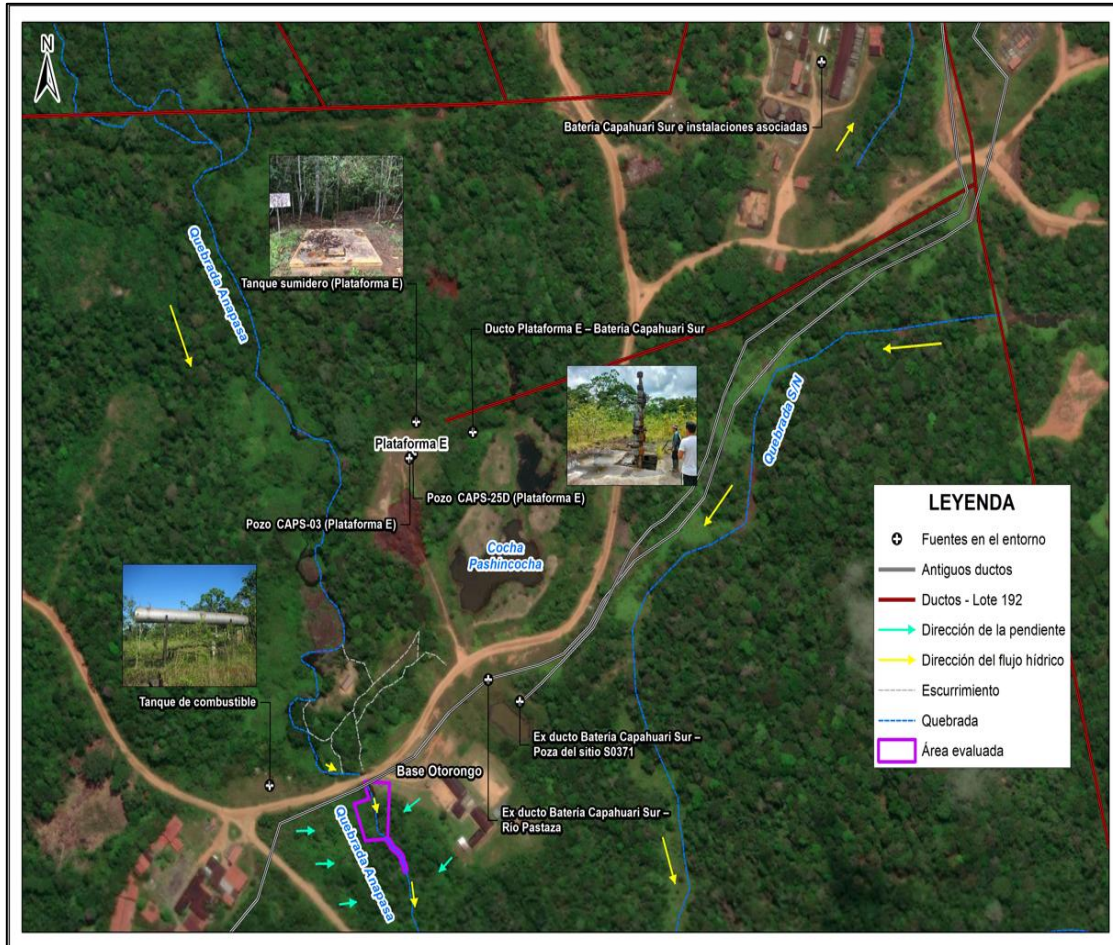 N
Batería Capahuari Sur e instalaciones asociadas
Quebrada Anapasa
Tanque sumidero (Plataforma E)
Ducto Plataforma E – Batería Capahuari Sur
Quebrada S/N
Plataforma E
Pozo CAPS-25D (Plataforma E)
Pozo CAPS-03 (Plataforma E)
Cocha
Pashincocha
Tanque de combustible
Ex ducto Batería Capahuari Sur –
Poza del sitio S0371
Base Otorongo
Ex ducto Batería Capahuari Sur –
Río Pastaza
Quebrada Anapasa
LEYENDA
Fuentes en el entorno
Antiguos ductos
Ductos - Lote 192
Dirección de la pendiente
Dirección del flujo hídrico
Escurrimiento
Quebrada
Área evaluada